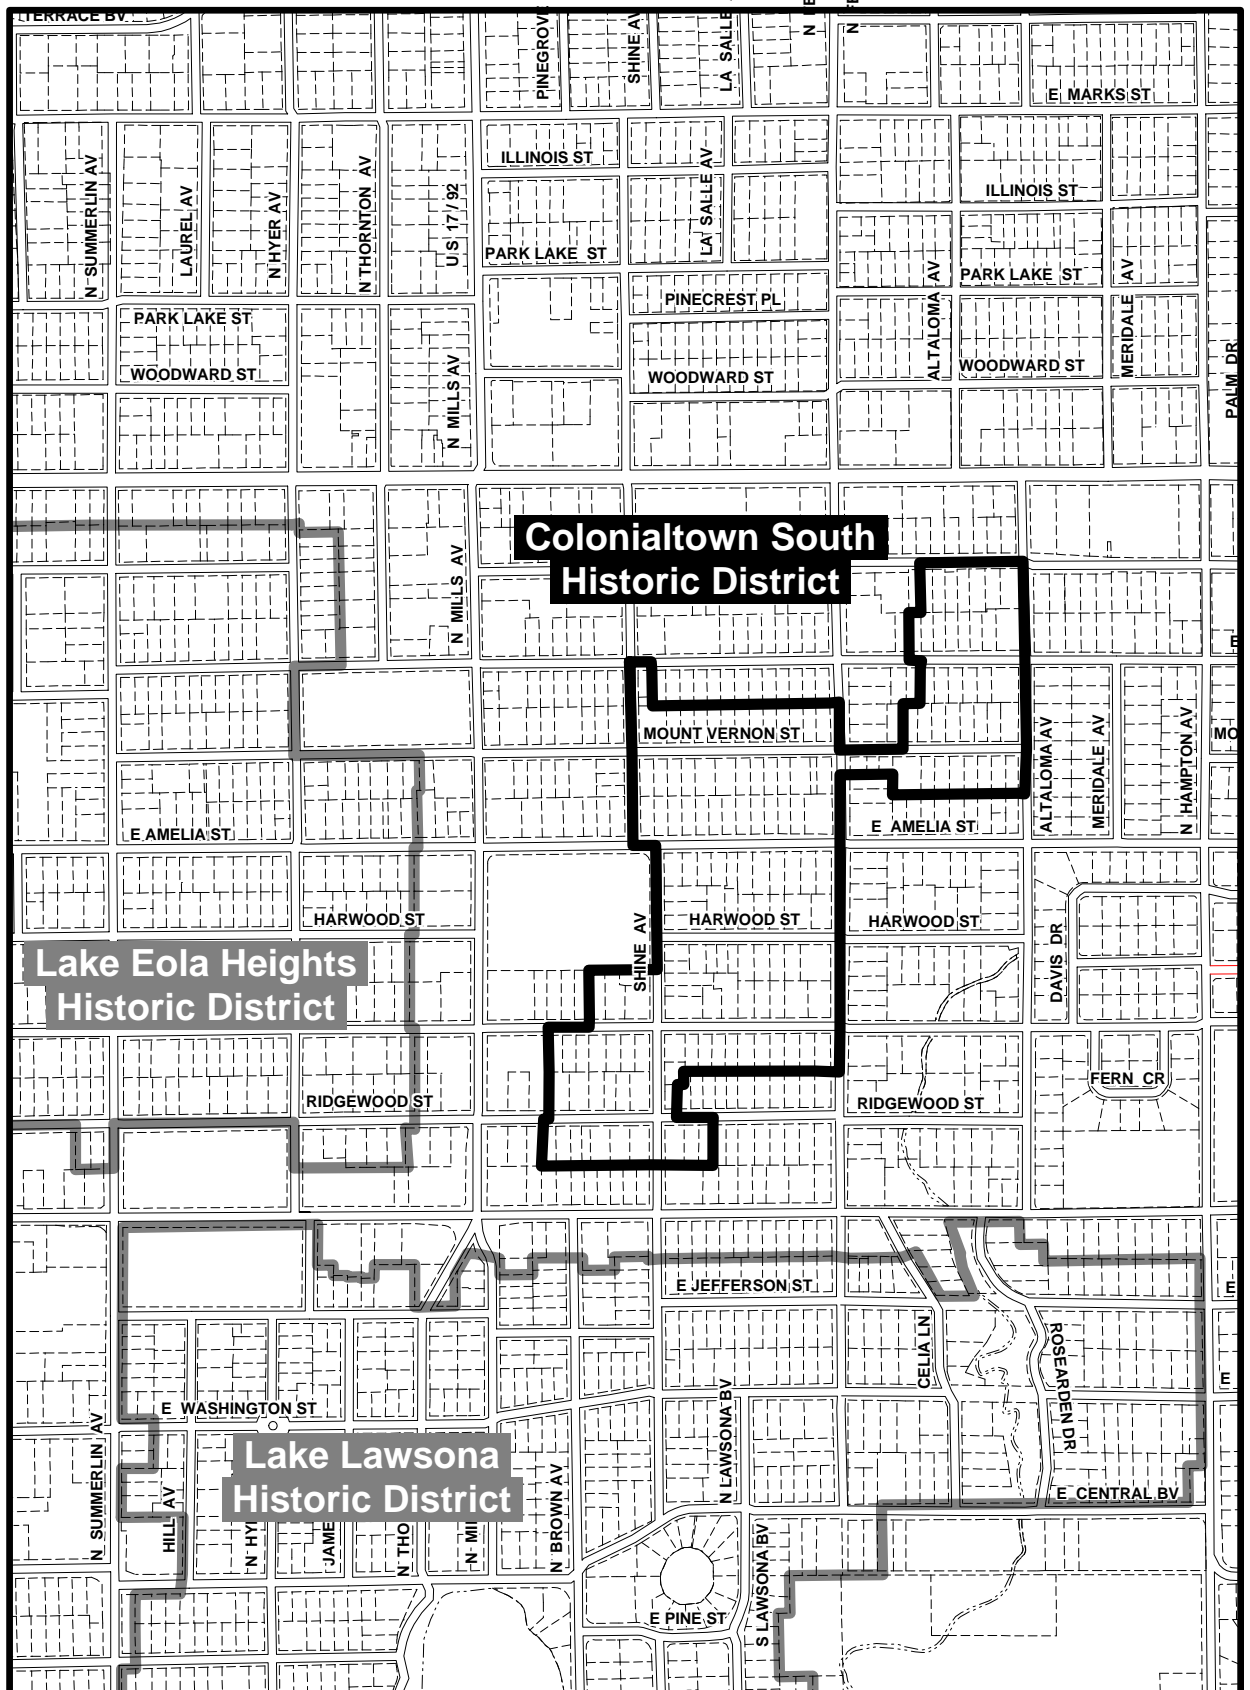 TERRACE BV
PINEGROVE
SHINE AV
LA SALLE
N FE
E MARKS ST
ILLINOIS ST
N SUMMERLIN AV
LAUREL AV
N HYER AV
N THORNTON AV
U.S 17 / 92
LA SALLE AV
ILLINOIS ST
PARK LAKE ST
PARK LAKE ST
ALTALOMA AV
MERIDALE AV
PINECREST PL
PARK LAKE ST
WOODWARD ST
N MILLS AV
WOODWARD ST
WOODWARD ST
PALM DR
Colonialtown South
Historic District
N MILLS AV
E
MOUNT VERNON ST
MO
ALTALOMA AV
MERIDALE AV
N HAMPTON AV
E AMELIA ST
E AMELIA ST
HARWOOD ST
SHINE AV
HARWOOD ST
HARWOOD ST
DAVIS DR
Lake Eola Heights
Historic District
RIDGEWOOD ST
RIDGEWOOD ST
FERN CR
E JEFFERSON ST
E
CELIA LN
ROSEARDEN DR
E
E WASHINGTON ST
N SUMMERLIN AV
Lake Lawsona
Historic District
N LAWSONA BV
E CENTRAL BV
HILL AV
N HY
JAME
N THO
N MI
N BROWN AV
S LAWSONA BV
E PINE ST